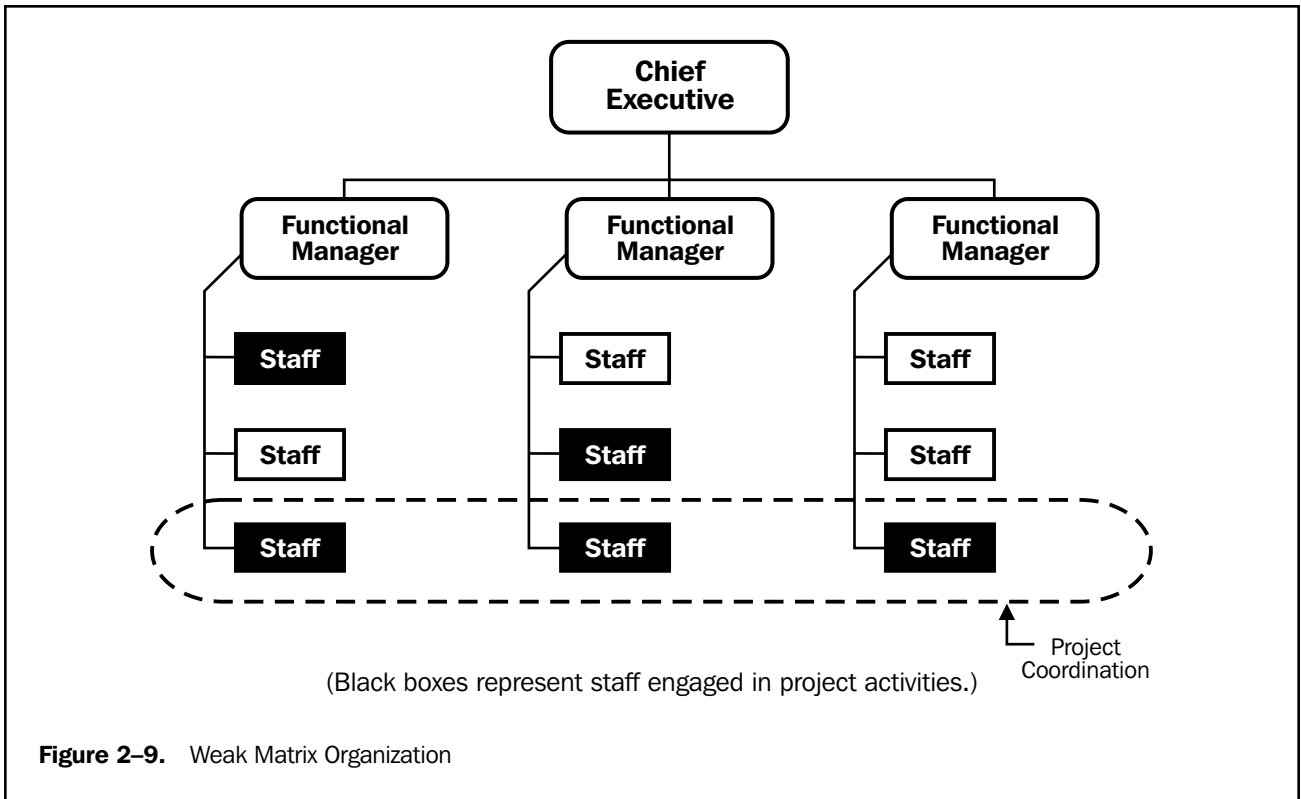 Chief
Executive
Functional
Manager
Functional
Manager
Functional
Manager
Staff
Staff
Staff
Staff
Staff
Staff
Staff
Staff
Staff
Project
Coordination
(Black boxes represent staff engaged in project activities.)
Figure 2–9. Weak Matrix Organization